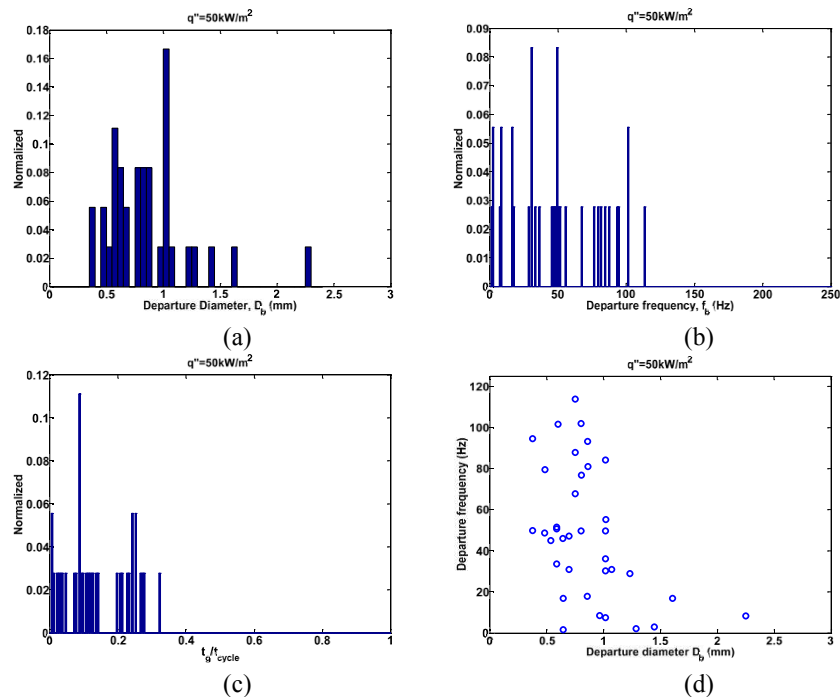 q"=50kW/m²
0.18
0.16
0.14
0.12
0.1
0.08
0.06
0.04
0.02
0
Normalized
0 0.5 1 1.5 2 2.5 3
Departure Diameter, D_b (mm)
(a)
q"=50kW/m²
0.09
0.08
0.07
0.06
0.05
0.04
0.03
0.02
0.01
0
Normalized
0 50 100 150 200 250
Departure frequency, f_b (Hz)
(b)
q"=50kW/m²
0.12
0.1
0.08
0.06
0.04
0.02
0
Normalized
0 0.2 0.4 0.6 0.8 1
t_g/t_cycle
(c)
q"=50kW/m²
120
100
80
60
40
20
0
Departure frequency (Hz)
0 0.5 1 1.5 2 2.5 3
Departure diameter D_b (mm)
(d)